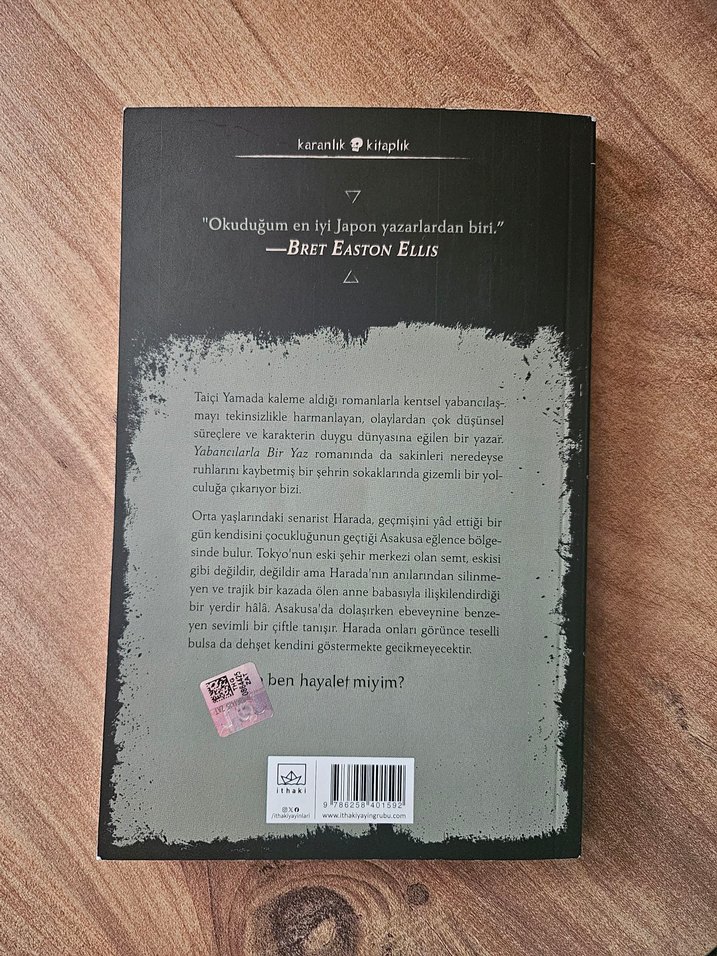 karanlık kitaplık
"Okuduğum en iyi Japon yazarlardan biri."
—BRET EASTON ELLIS
Taiçi Yamada kaleme aldığı romanlarla kentsel yabancılaş-
mayı tekinsizlikle harmanlayan, olaylardan çok düşünsel
süreçlere ve karakterin duygu dünyasına eğilen bir yazar.
Yabancılarla Bir Yaz romanında da sakinleri neredeyse
ruhlarını kaybetmiş bir şehrin sokaklarında gizemli bir yol-
culuğa çıkarıyor bizi.
Orta yaşlarındaki senarist Harada, geçmişini yâd ettiği bir
gün kendisini çocukluğunun geçtiği Asakusa eğlence bölge-
sinde bulur. Tokyo'nun eski şehir merkezi olan semt, eskisi
gibi değildir, değildir ama Harada'nın anılarından silinme-
yen ve trajik bir kazada ölen anne babasıyla ilişkilendirdiği
bir yerdir hâlâ. Asakusa'da dolaşırken ebeveynine benze-
yen sevimli bir çiftle tanışır. Harada onları görünce teselli
bulsa da dehşet kendini göstermekte gecikmeyecektir.
ben hayalet miyim?
ithaki
/ithakiyayinlari
9 786258 401592
www.ithakiyayingrubu.com